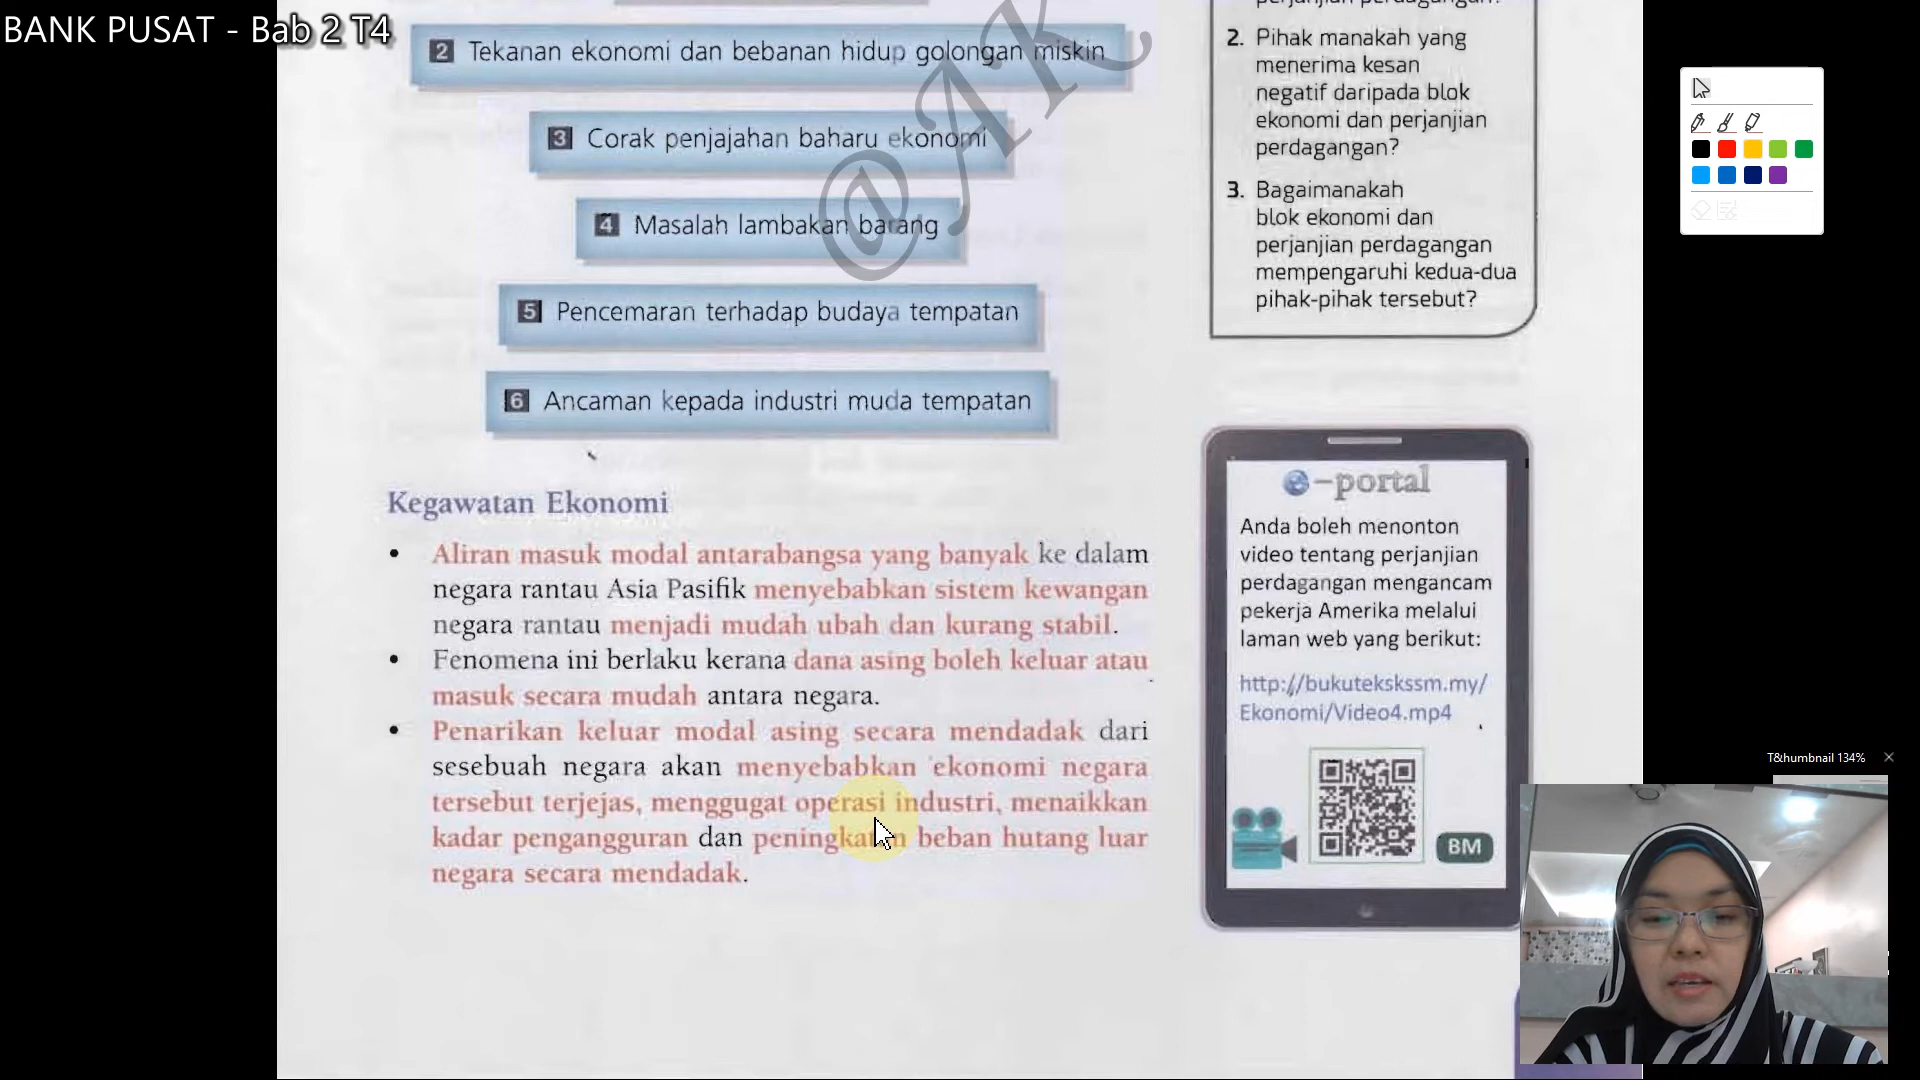 BANK PUSAT - Bab 2 T4
2 Tekanan ekonomi dan bebanan hidup golongan miskin
3 Corak penjajahan baharu ekonomi
4 Masalah lambakan barang
5 Pencemaran terhadap budaya tempatan
6 Ancaman kepada industri muda tempatan
@AK
Kegawatan Ekonomi
• Aliran masuk modal antarabangsa yang banyak ke dalam
negara rantau Asia Pasifik menyebabkan sistem kewangan
negara rantau menjadi mudah ubah dan kurang stabil.
• Fenomena ini berlaku kerana dana asing boleh keluar atau
masuk secara mudah antara negara.
• Penarikan keluar modal asing secara mendadak dari
sesebuah negara akan menyebabkan ekonomi negara
tersebut terjejas, menggugat operasi industri, menaikkan
kadar pengangguran dan peningkatan beban hutang luar
negara secara mendadak.
perjanjian perdagangan?
2. Pihak manakah yang
menerima kesan
negatif daripada blok
ekonomi dan perjanjian
perdagangan?
3. Bagaimanakah
blok ekonomi dan
perjanjian perdagangan
mempengaruhi kedua-dua
pihak-pihak tersebut?
e-portal
Anda boleh menonton
video tentang perjanjian
perdagangan mengancam
pekerja Amerika melalui
laman web yang berikut:
http://bukutekskssm.my/
Ekonomi/Video4.mp4
BM
T&humbnail 134%